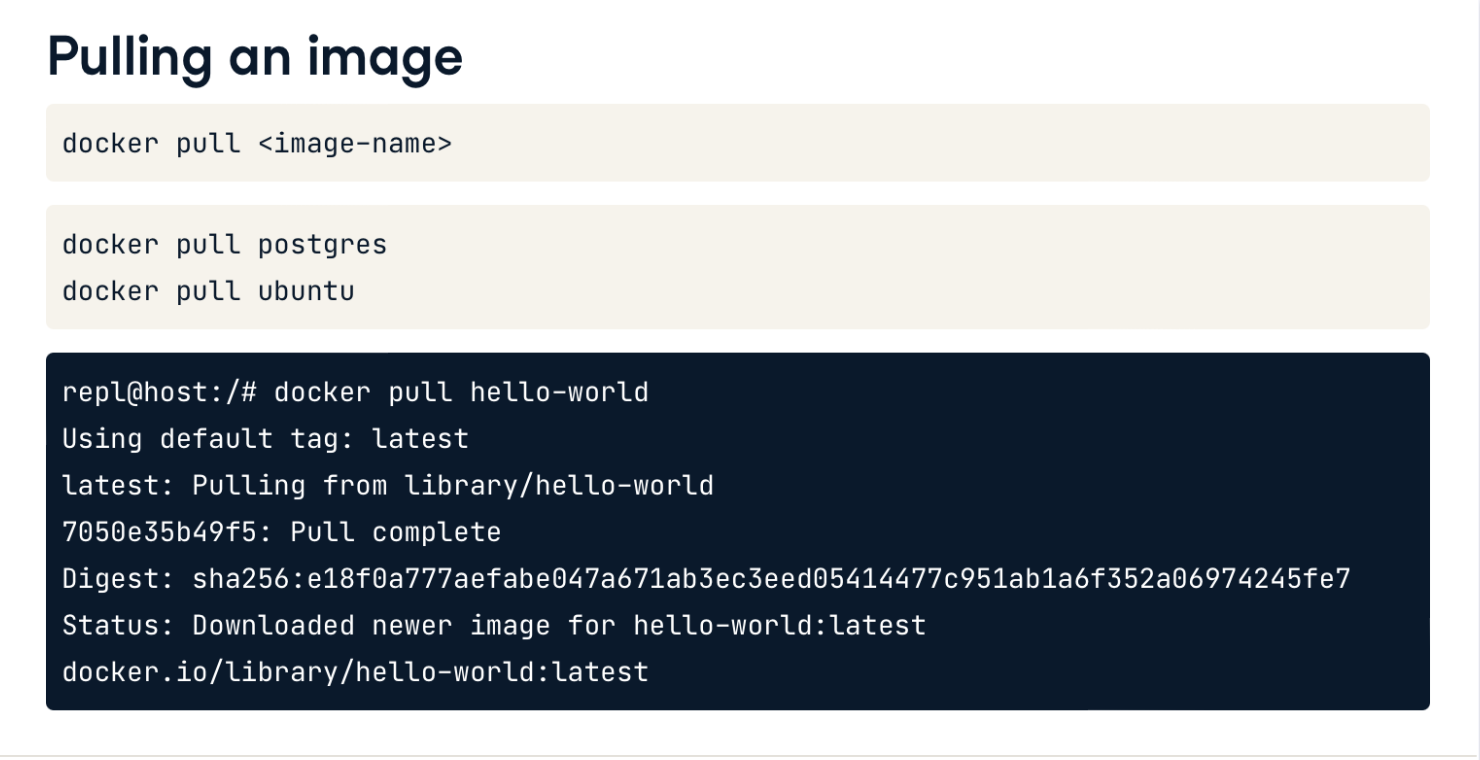 Pulling an image
docker pull <image-name>
docker pull postgres
docker pull ubuntu
repl@host:/# docker pull hello-world
Using default tag: latest
latest: Pulling from library/hello-world
7050e35b49f5: Pull complete
Digest: sha256:e18f0a777aefabe047a671ab3ec3eed05414477c951ab1a6f352a06974245fe7
Status: Downloaded newer image for hello-world:latest
docker.io/library/hello-world:latest